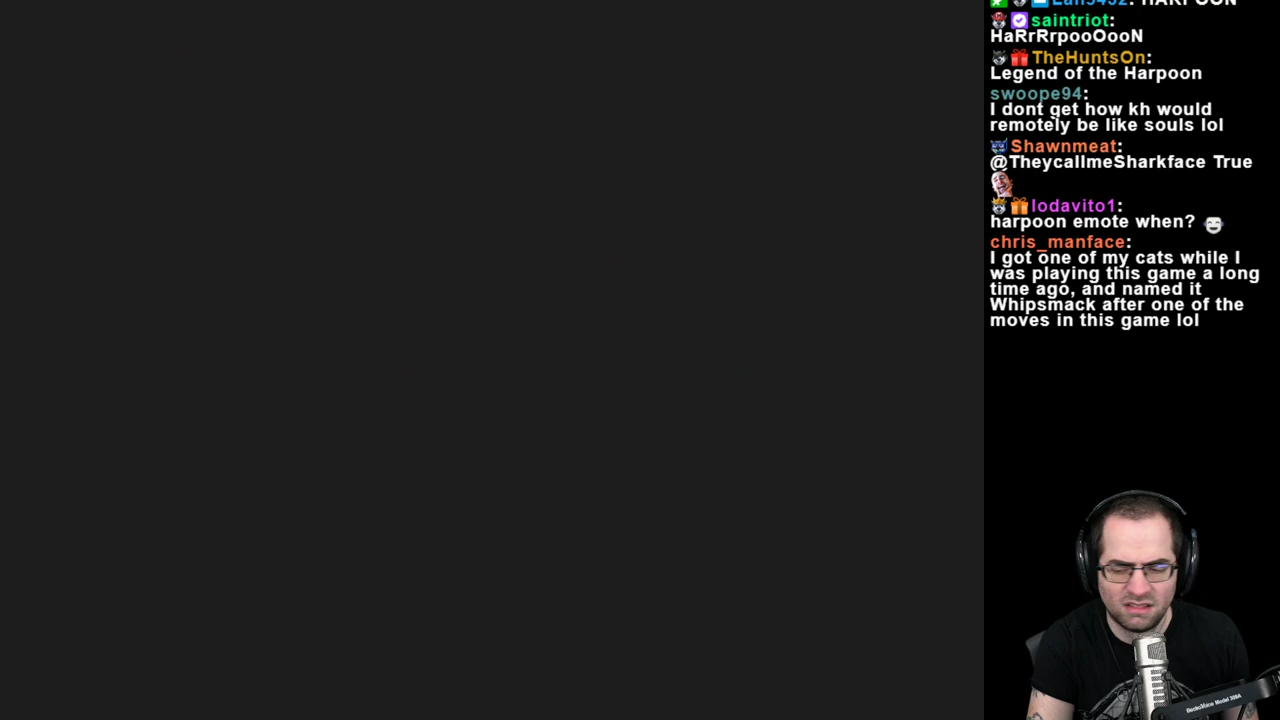 HARPOON
saintriot:
HaRrRrpooOooN
TheHuntsOn:
Legend of the Harpoon
swoope94:
I dont get how kh would
remotely be like souls lol
Shawnmeat:
@TheycallmeSharkface True
lodavito1:
harpoon emote when?
chris_manface:
I got one of my cats while I
was playing this game a long
time ago, and named it
Whipsmack after one of the
moves in this game lol